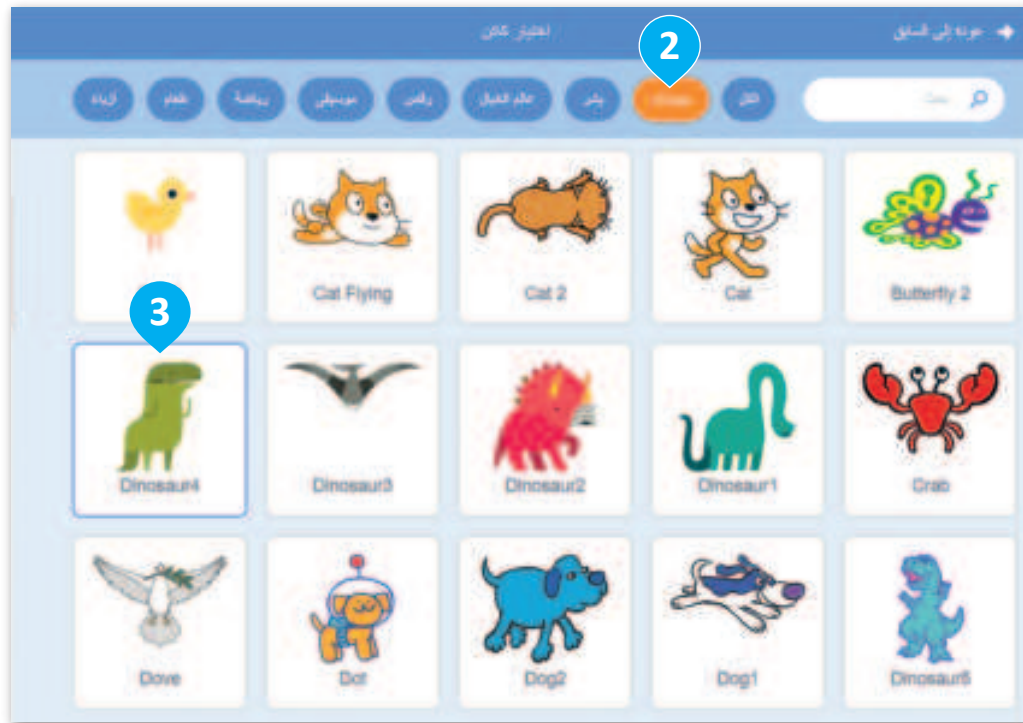 عودة إلى السابق
اختيار كائن
2
بحث
الكل
بشر
عالم الخيال
رقص
موسيقى
رياضة
طعام
أزياء
Butterfly 2
Cat
Cat 2
Cat Flying
3
Crab
Dinosaur1
Dinosaur2
Dinosaur3
Dinosaur4
Dinosaur5
Dog1
Dog2
Dot
Dove